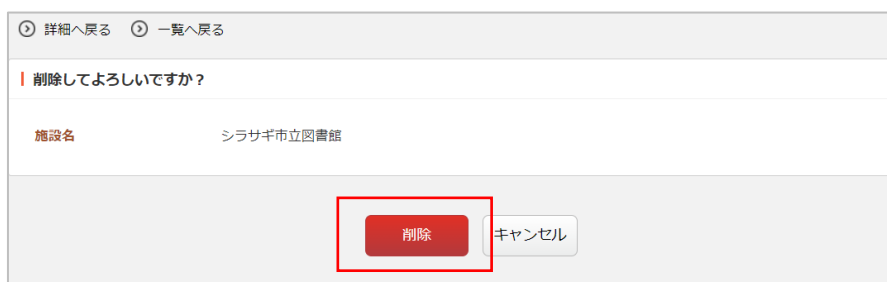 詳細へ戻る 一覧へ戻る
削除してよろしいですか？
施設名 シラサギ市立図書館
削除 キャンセル